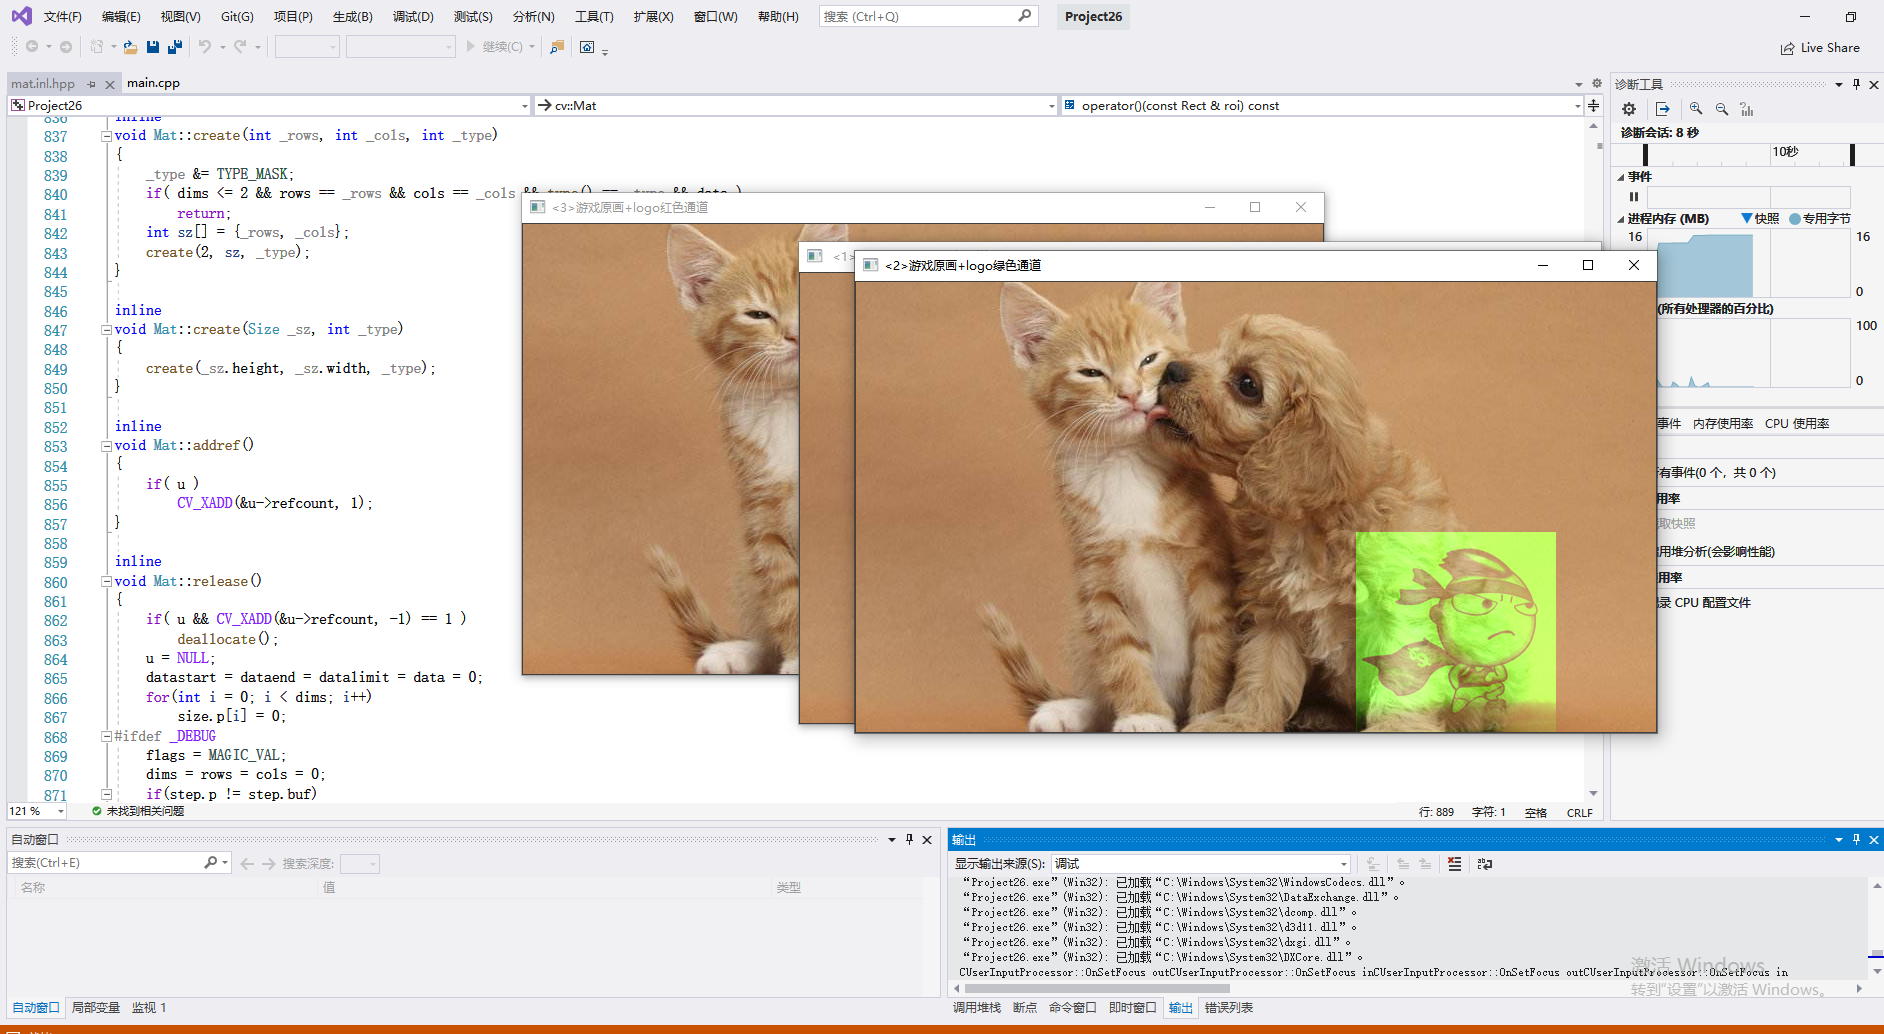 文件(F) 编辑(E) 视图(V) Git(G) 项目(P) 生成(B) 调试(D) 测试(S) 分析(N) 工具(T) 扩展(X) 窗口(W) 帮助(H) 搜索 (Ctrl+Q) Project26
继续(C) Live Share
mat.inl.hpp main.cpp
Project26 cv::Mat operator()(const Rect & roi) const
836 inline
837 void Mat::create(int _rows, int _cols, int _type)
838 {
839 _type &= TYPE_MASK;
840 if( dims <= 2 && rows == _rows && cols == _cols && type() == _type && data )
841 return;
842 int sz[] = {_rows, _cols};
843 create(2, sz, _type);
844 }
845
846 inline
847 void Mat::create(Size _sz, int _type)
848 {
849 create(_sz.height, _sz.width, _type);
850 }
851
852 inline
853 void Mat::addref()
854 {
855 if( u )
856 CV_XADD(&u->refcount, 1);
857 }
858
859 inline
860 void Mat::release()
861 {
862 if( u && CV_XADD(&u->refcount, -1) == 1 )
863 deallocate();
864 u = NULL;
865 datastart = dataend = datalimit = data = 0;
866 for(int i = 0; i < dims; i++)
867 size.p[i] = 0;
868 #ifdef _DEBUG
869 flags = MAGIC_VAL;
870 dims = rows = cols = 0;
871 if(step.p != step.buf)
121 % 未找到相关问题 行: 889 字符: 1 空格 CRLF
<3>游戏原画+logo红色通道
<1>
<2>游戏原画+logo绿色通道
诊断工具
诊断会话: 8 秒
10秒
事件
进程内存 (MB) 快照 专用字节
16 16
0
(所有处理器的百分比)
100
0
事件 内存使用率 CPU 使用率
有事件(0 个，共 0 个)
用率
取快照
用堆分析(会影响性能)
用率
录 CPU 配置文件
自动窗口
搜索(Ctrl+E) 搜索深度:
名称 值 类型
自动窗口 局部变量 监视 1
输出
显示输出来源(S): 调试
“Project26.exe”(Win32): 已加载“C:\Windows\System32\WindowsCodecs.dll”。
“Project26.exe”(Win32): 已加载“C:\Windows\System32\DataExchange.dll”。
“Project26.exe”(Win32): 已加载“C:\Windows\System32\dcomp.dll”。
“Project26.exe”(Win32): 已加载“C:\Windows\System32\d3d11.dll”。
“Project26.exe”(Win32): 已加载“C:\Windows\System32\dxgi.dll”。
“Project26.exe”(Win32): 已加载“C:\Windows\System32\DXCore.dll”。
CUserInputProcessor::OnSetFocus outCUserInputProcessor::OnSetFocus inCUserInputProcessor::OnSetFocus outCUserInputProcessor::OnSetFocus in
激活 Windows
转到“设置”以激活 Windows。
调用堆栈 断点 命令窗口 即时窗口 输出 错误列表